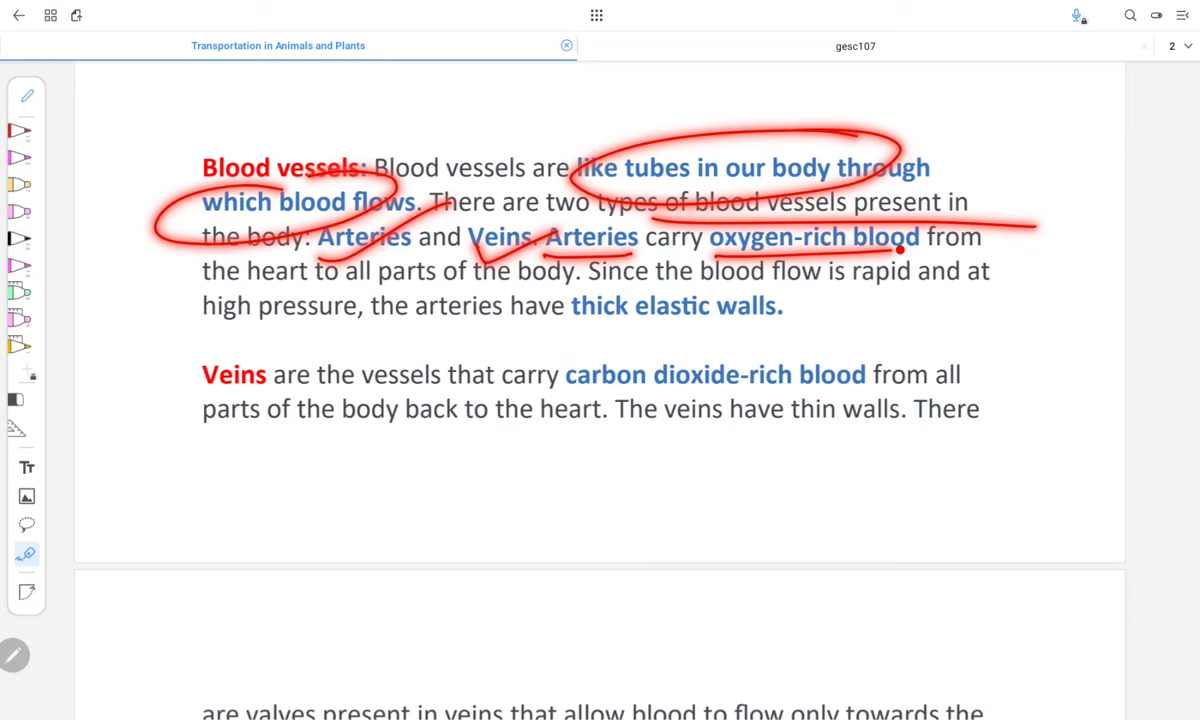 Transportation in Animals and Plants
gesc107
2
Blood vessels: Blood vessels are like tubes in our body through
which blood flows. There are two types of blood vessels present in
the body: Arteries and Veins. Arteries carry oxygen-rich blood from
the heart to all parts of the body. Since the blood flow is rapid and at
high pressure, the arteries have thick elastic walls.
Veins are the vessels that carry carbon dioxide-rich blood from all
parts of the body back to the heart. The veins have thin walls. There
Tт
are valves present in veins that allow blood to flow only towards the